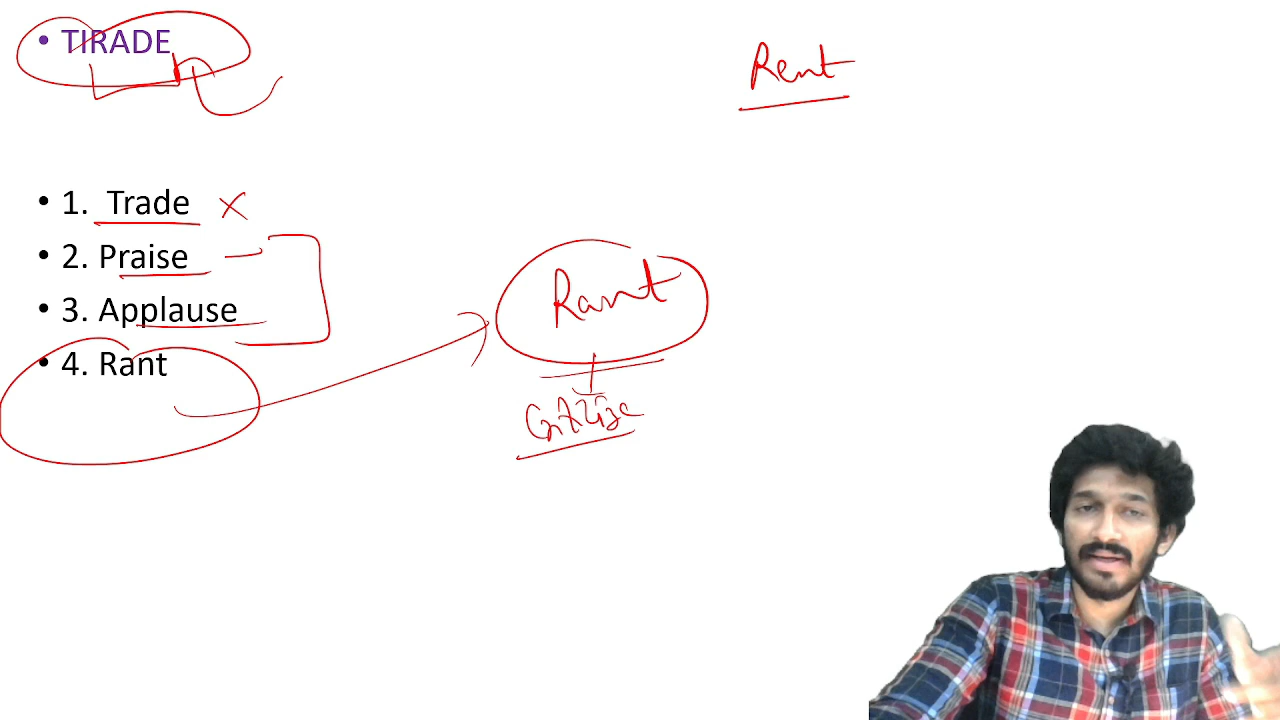 • TIRADE
Rent
• 1. Trade
• 2. Praise
• 3. Applause
• 4. Rant
Rant